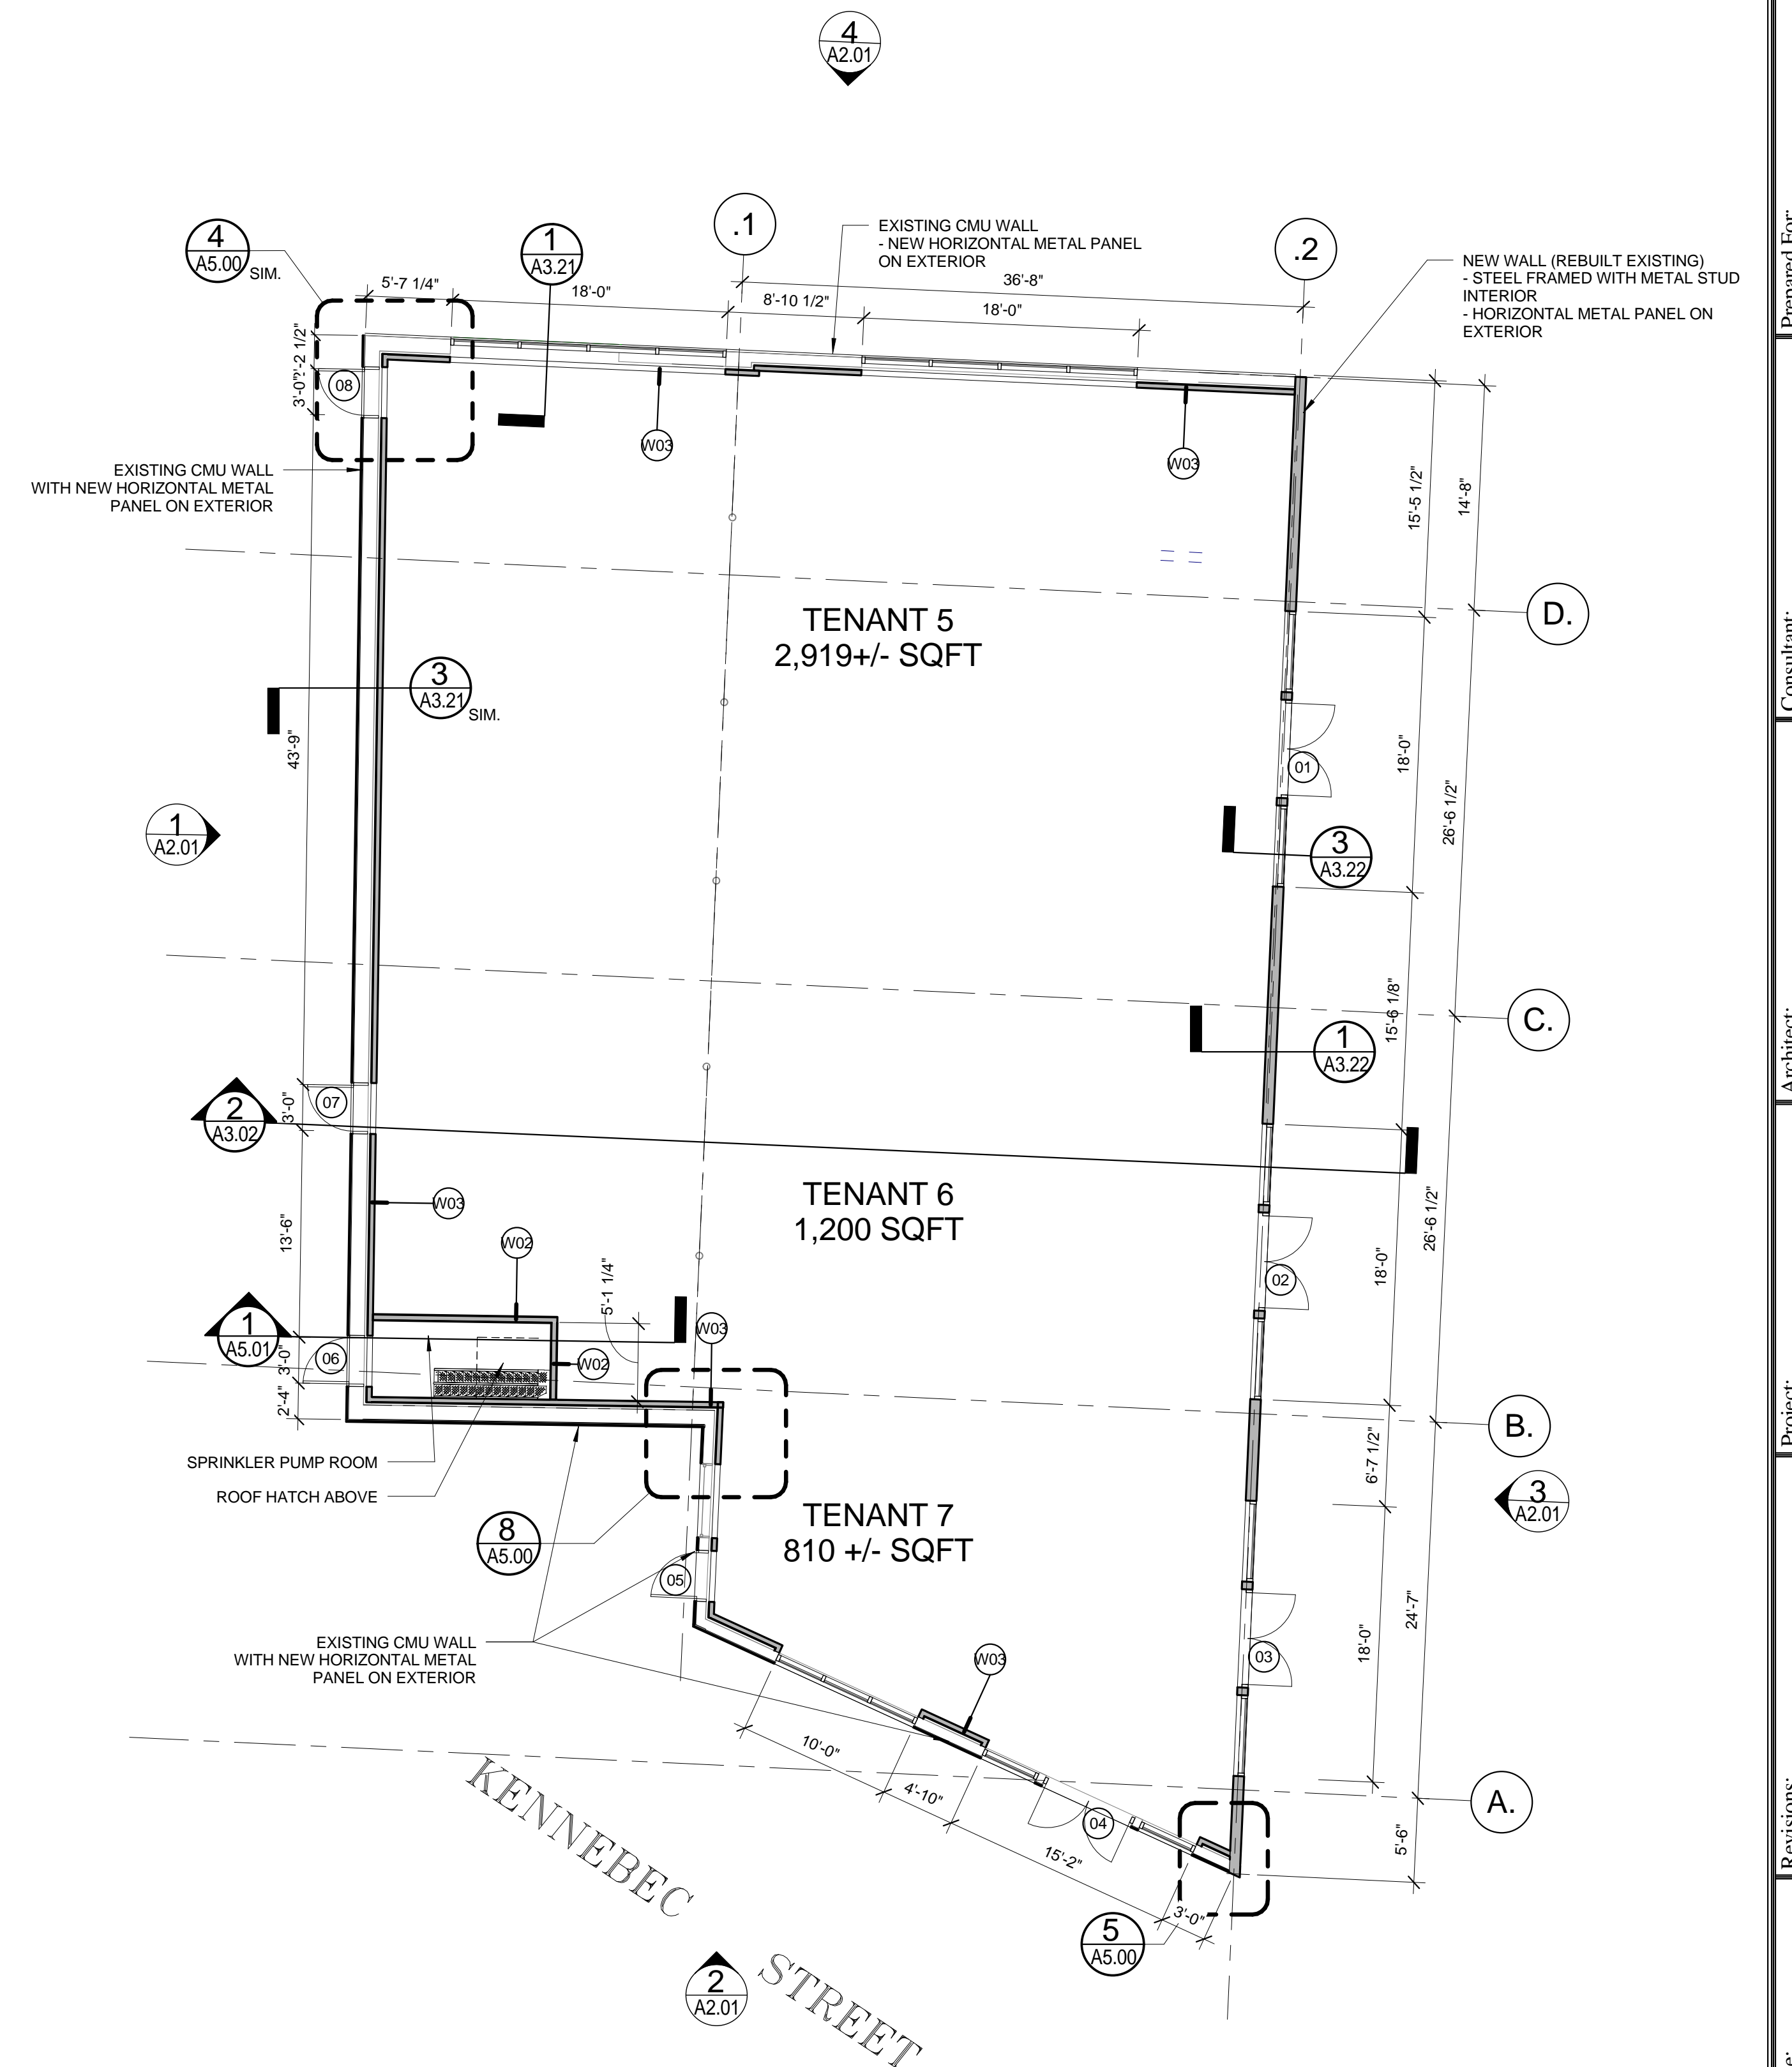 4
A2.01
Prepared For:
.1
.2
4
A5.00
SIM.
1
A3.21
EXISTING CMU WALL
- NEW HORIZONTAL METAL PANEL
ON EXTERIOR
NEW WALL (REBUILT EXISTING)
- STEEL FRAMED WITH METAL STUD
INTERIOR
- HORIZONTAL METAL PANEL ON
EXTERIOR
5'-7 1/4"
18'-0"
8'-10 1/2"
36'-8"
18'-0"
3'-0"
2'-2 1/2"
08
W03
W03
EXISTING CMU WALL
WITH NEW HORIZONTAL METAL
PANEL ON EXTERIOR
15'-5 1/2"
14'-8"
TENANT 5
2,919+/- SQFT
D.
Consultant:
3
A3.21
SIM.
43'-9"
18'-0"
01
26'-6 1/2"
1
A2.01
3
A3.22
15'-6 1/8"
C.
Architect:
1
A3.22
2
A3.02
3'-0"
07
TENANT 6
1,200 SQFT
W03
13'-6"
W02
5'-1 1/4"
02
18'-0"
26'-6 1/2"
1
A5.01
3'-0"
06
W02
W03
2'-4"
B.
Project:
SPRINKLER PUMP ROOM
ROOF HATCH ABOVE
6'-7 1/2"
3
A2.01
8
A5.00
TENANT 7
810 +/- SQFT
05
EXISTING CMU WALL
WITH NEW HORIZONTAL METAL
PANEL ON EXTERIOR
W03
03
18'-0"
24'-7"
10'-0"
4'-10"
15'-2"
3'-0"
04
A.
5'-6"
Revisions:
KENNEBEC
STREET
5
A5.00
2
A2.01